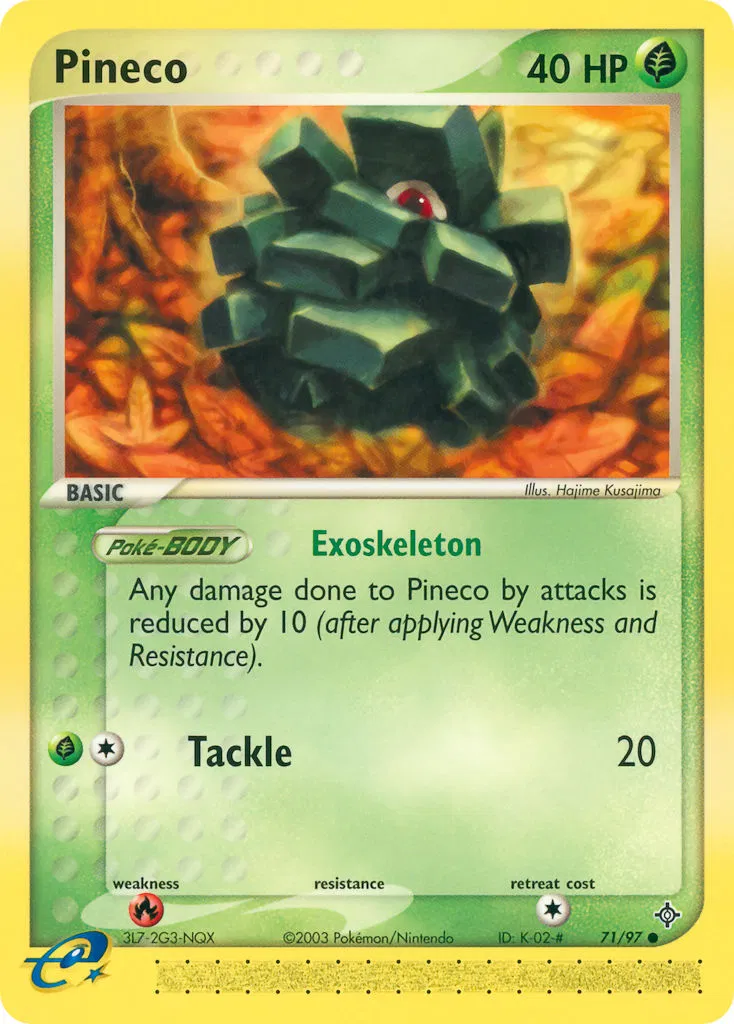 Pineco
40 HP
BASIC
Illus. Hajime Kusajima
Poké-BODY Exoskeleton
Any damage done to Pineco by attacks is
reduced by 10 (after applying Weakness and
Resistance).
Tackle 20
weakness resistance retreat cost
3L7-2G3-NQX ©2003 Pokémon/Nintendo ID: K-02-# 71/97
e